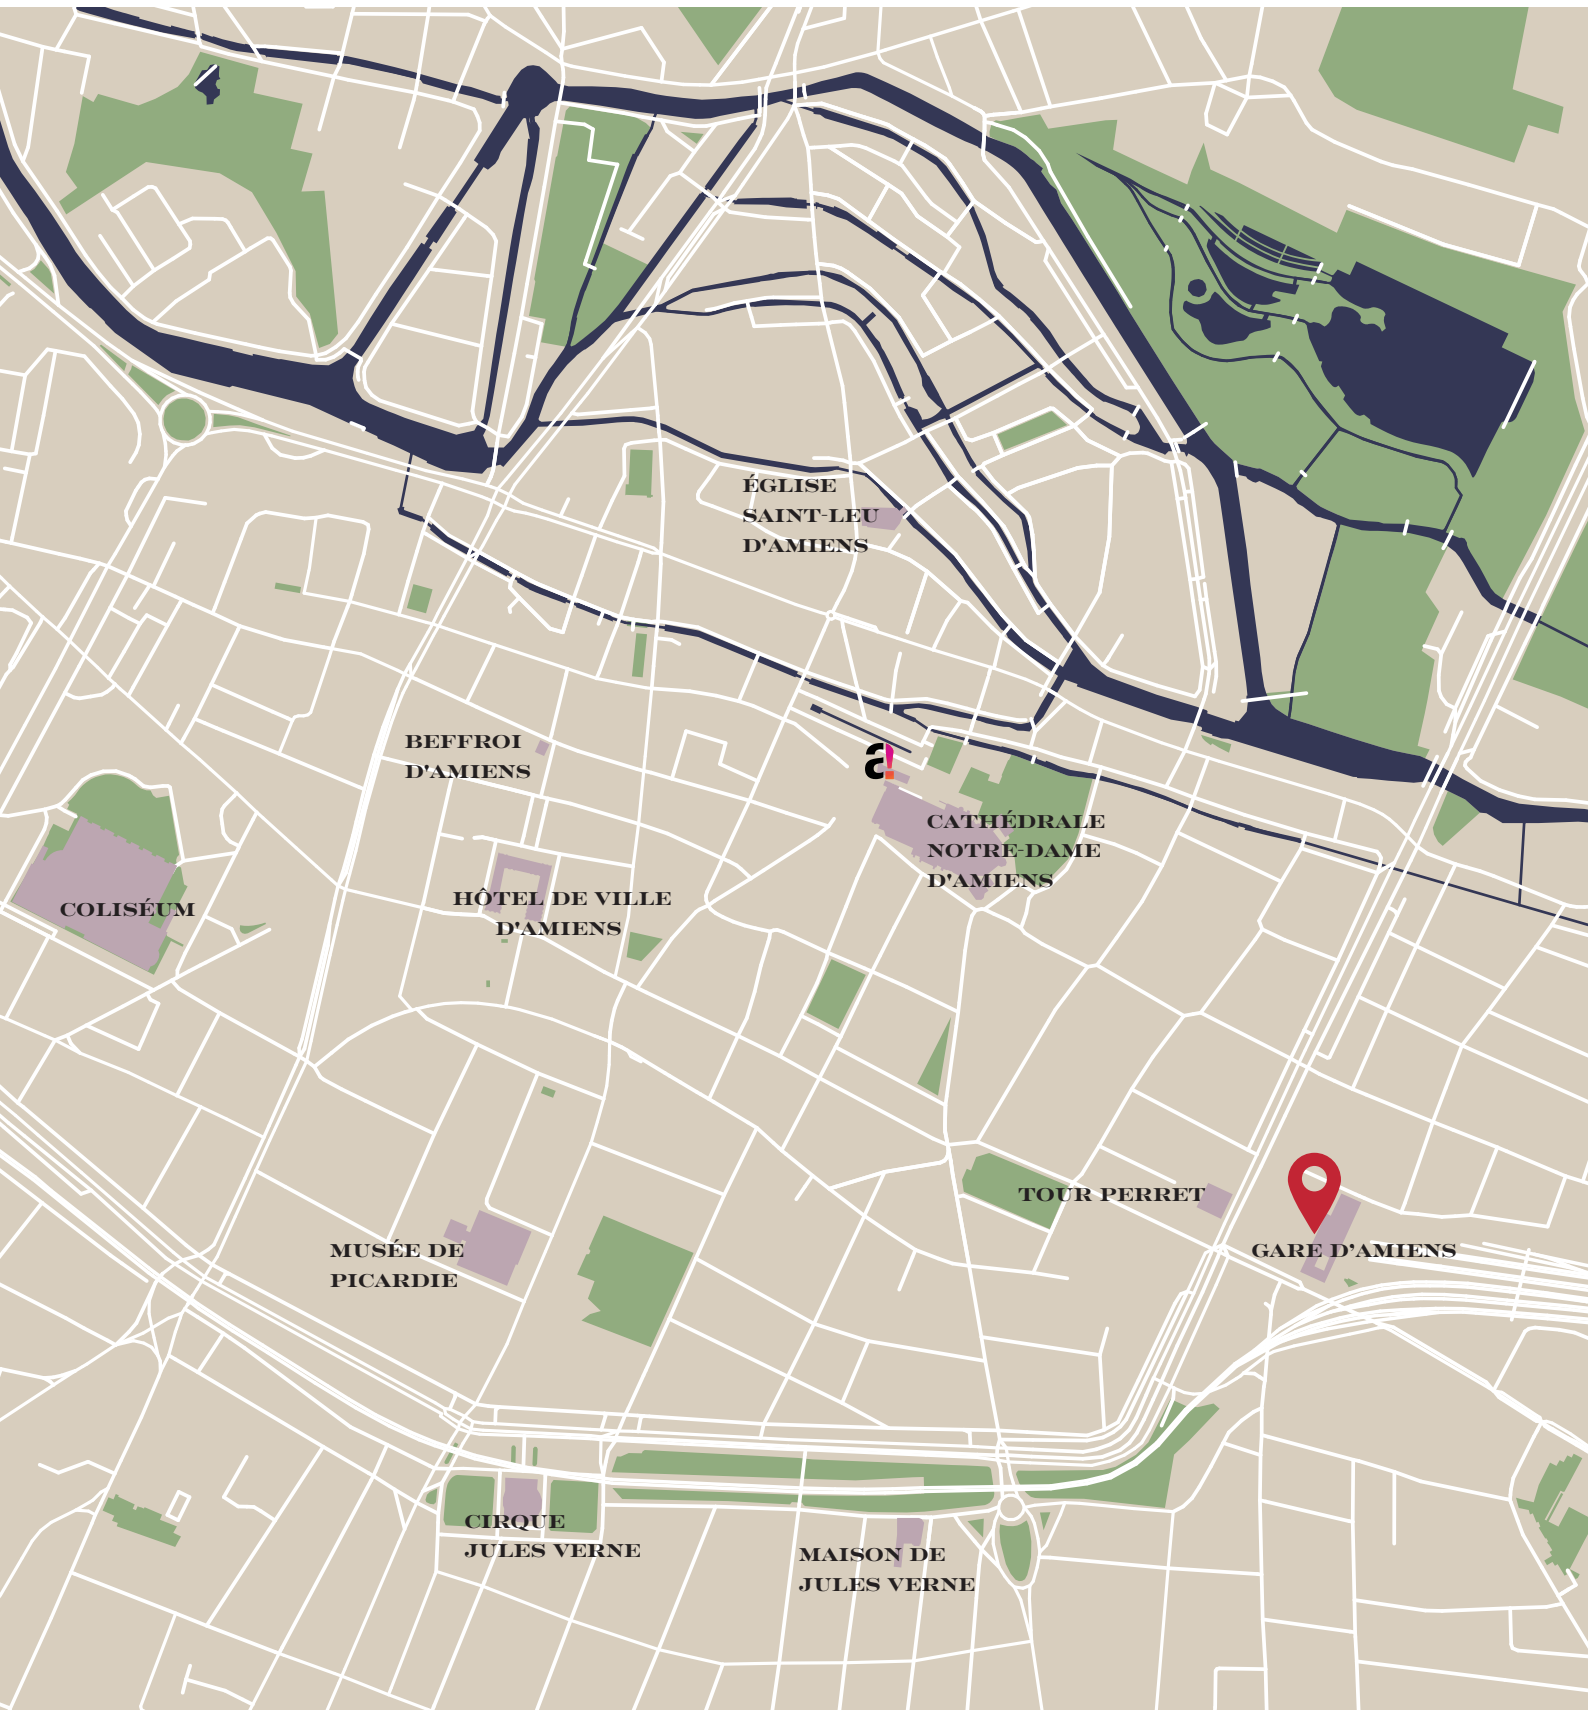 ÉGLISE
SAINT-LEU
D'AMIENS
BEFFROI
D'AMIENS
a!
CATHÉDRALE
NOTRE-DAME
D'AMIENS
HÔTEL DE VILLE
D'AMIENS
COLISÉUM
TOUR PERRET
GARE D’AMIENS
MUSÉE DE
PICARDIE
CIRQUE
JULES VERNE
MAISON DE
JULES VERNE